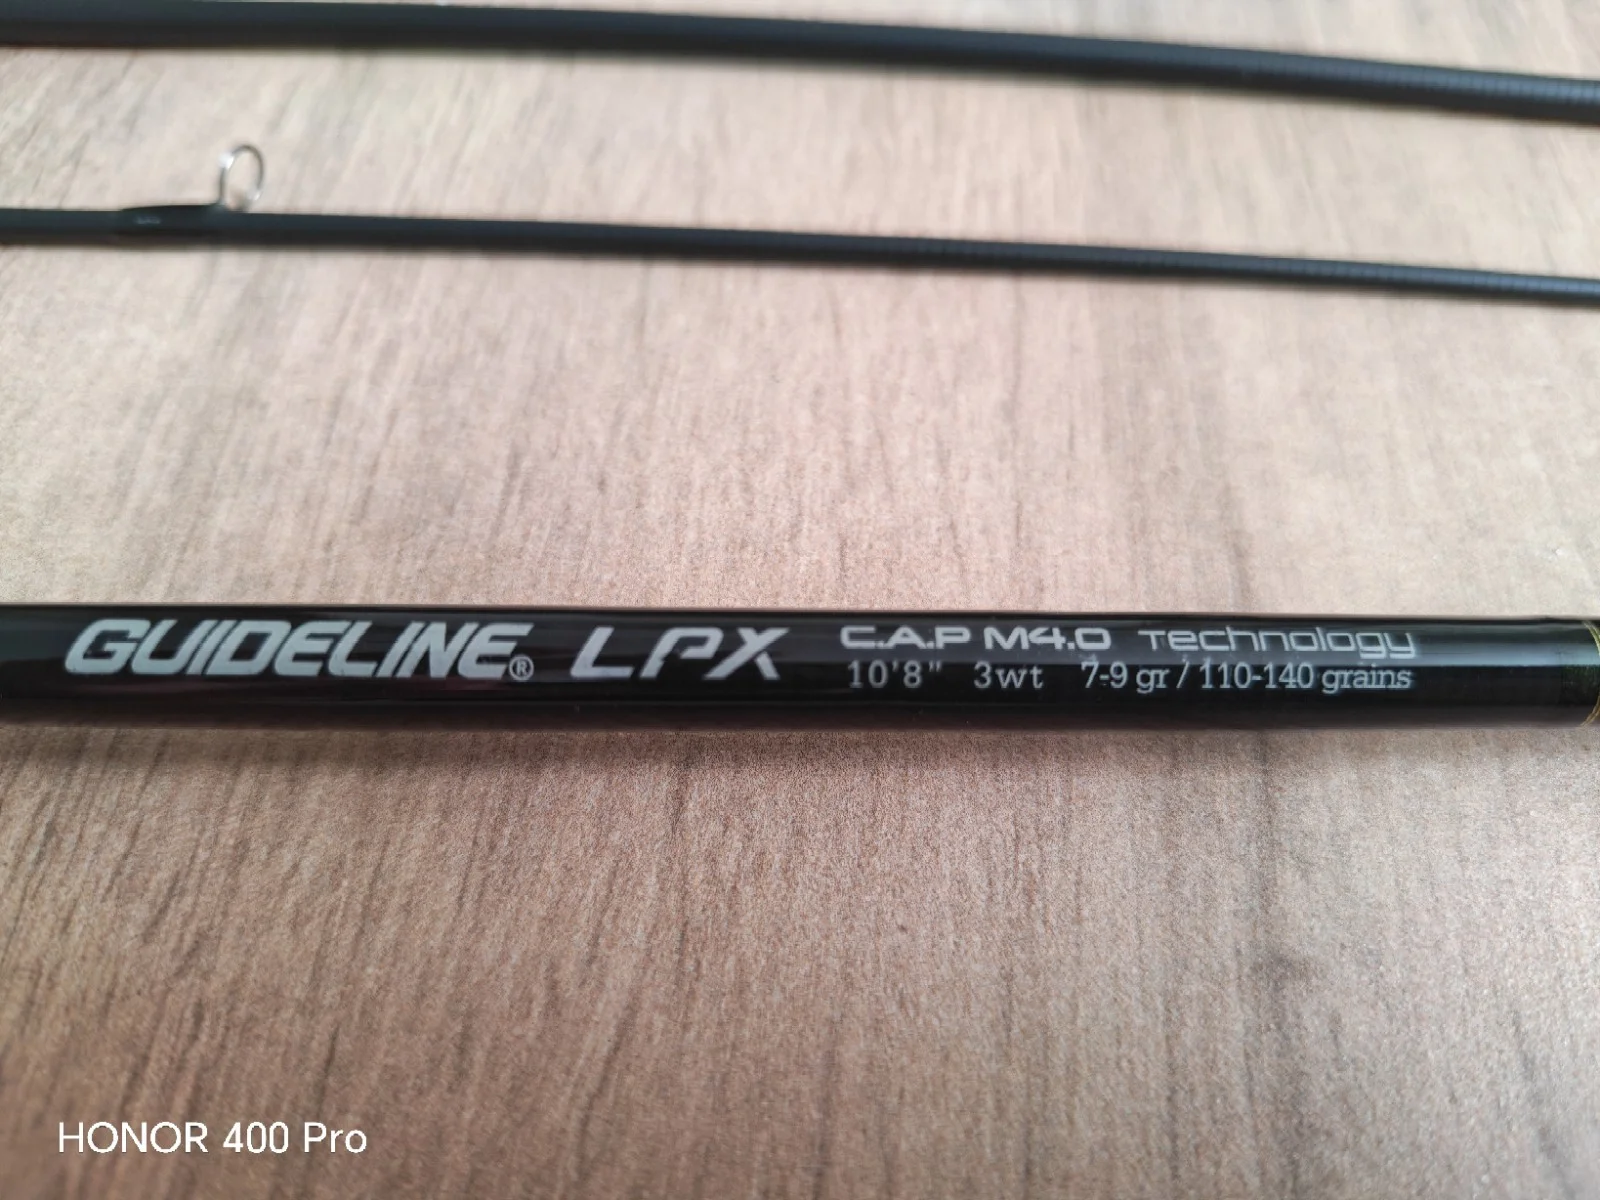 GUIDELINE® LPX C.A.P M4.0 Technology
10'8" 3wt 7-9 gr / 110-140 grains
HONOR 400 Pro